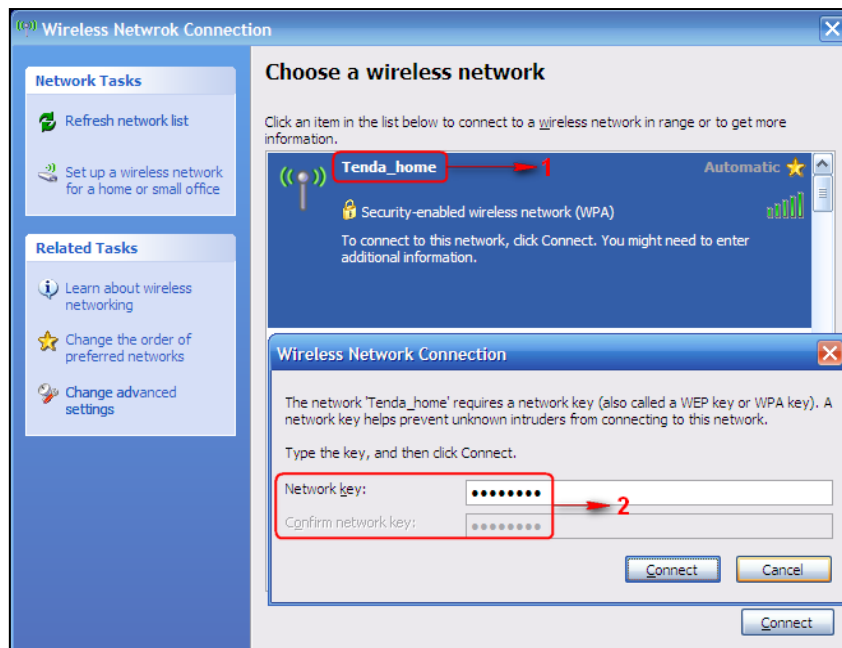 Wireless Netwrok Connection
Network Tasks
Refresh network list
Set up a wireless network
for a home or small office
Related Tasks
Learn about wireless
networking
Change the order of
preferred networks
Change advanced
settings
Choose a wireless network
Click an item in the list below to connect to a wireless network in range or to get more
information.
Tenda_home 1 Automatic
Security-enabled wireless network (WPA)
To connect to this network, click Connect. You might need to enter
additional information.
Wireless Network Connection
The network 'Tenda_home' requires a network key (also called a WEP key or WPA key). A
network key helps prevent unknown intruders from connecting to this network.
Type the key, and then click Connect.
Network key: ●●●●●●●●
2
Confirm network key: ●●●●●●●●
Connect Cancel
Connect